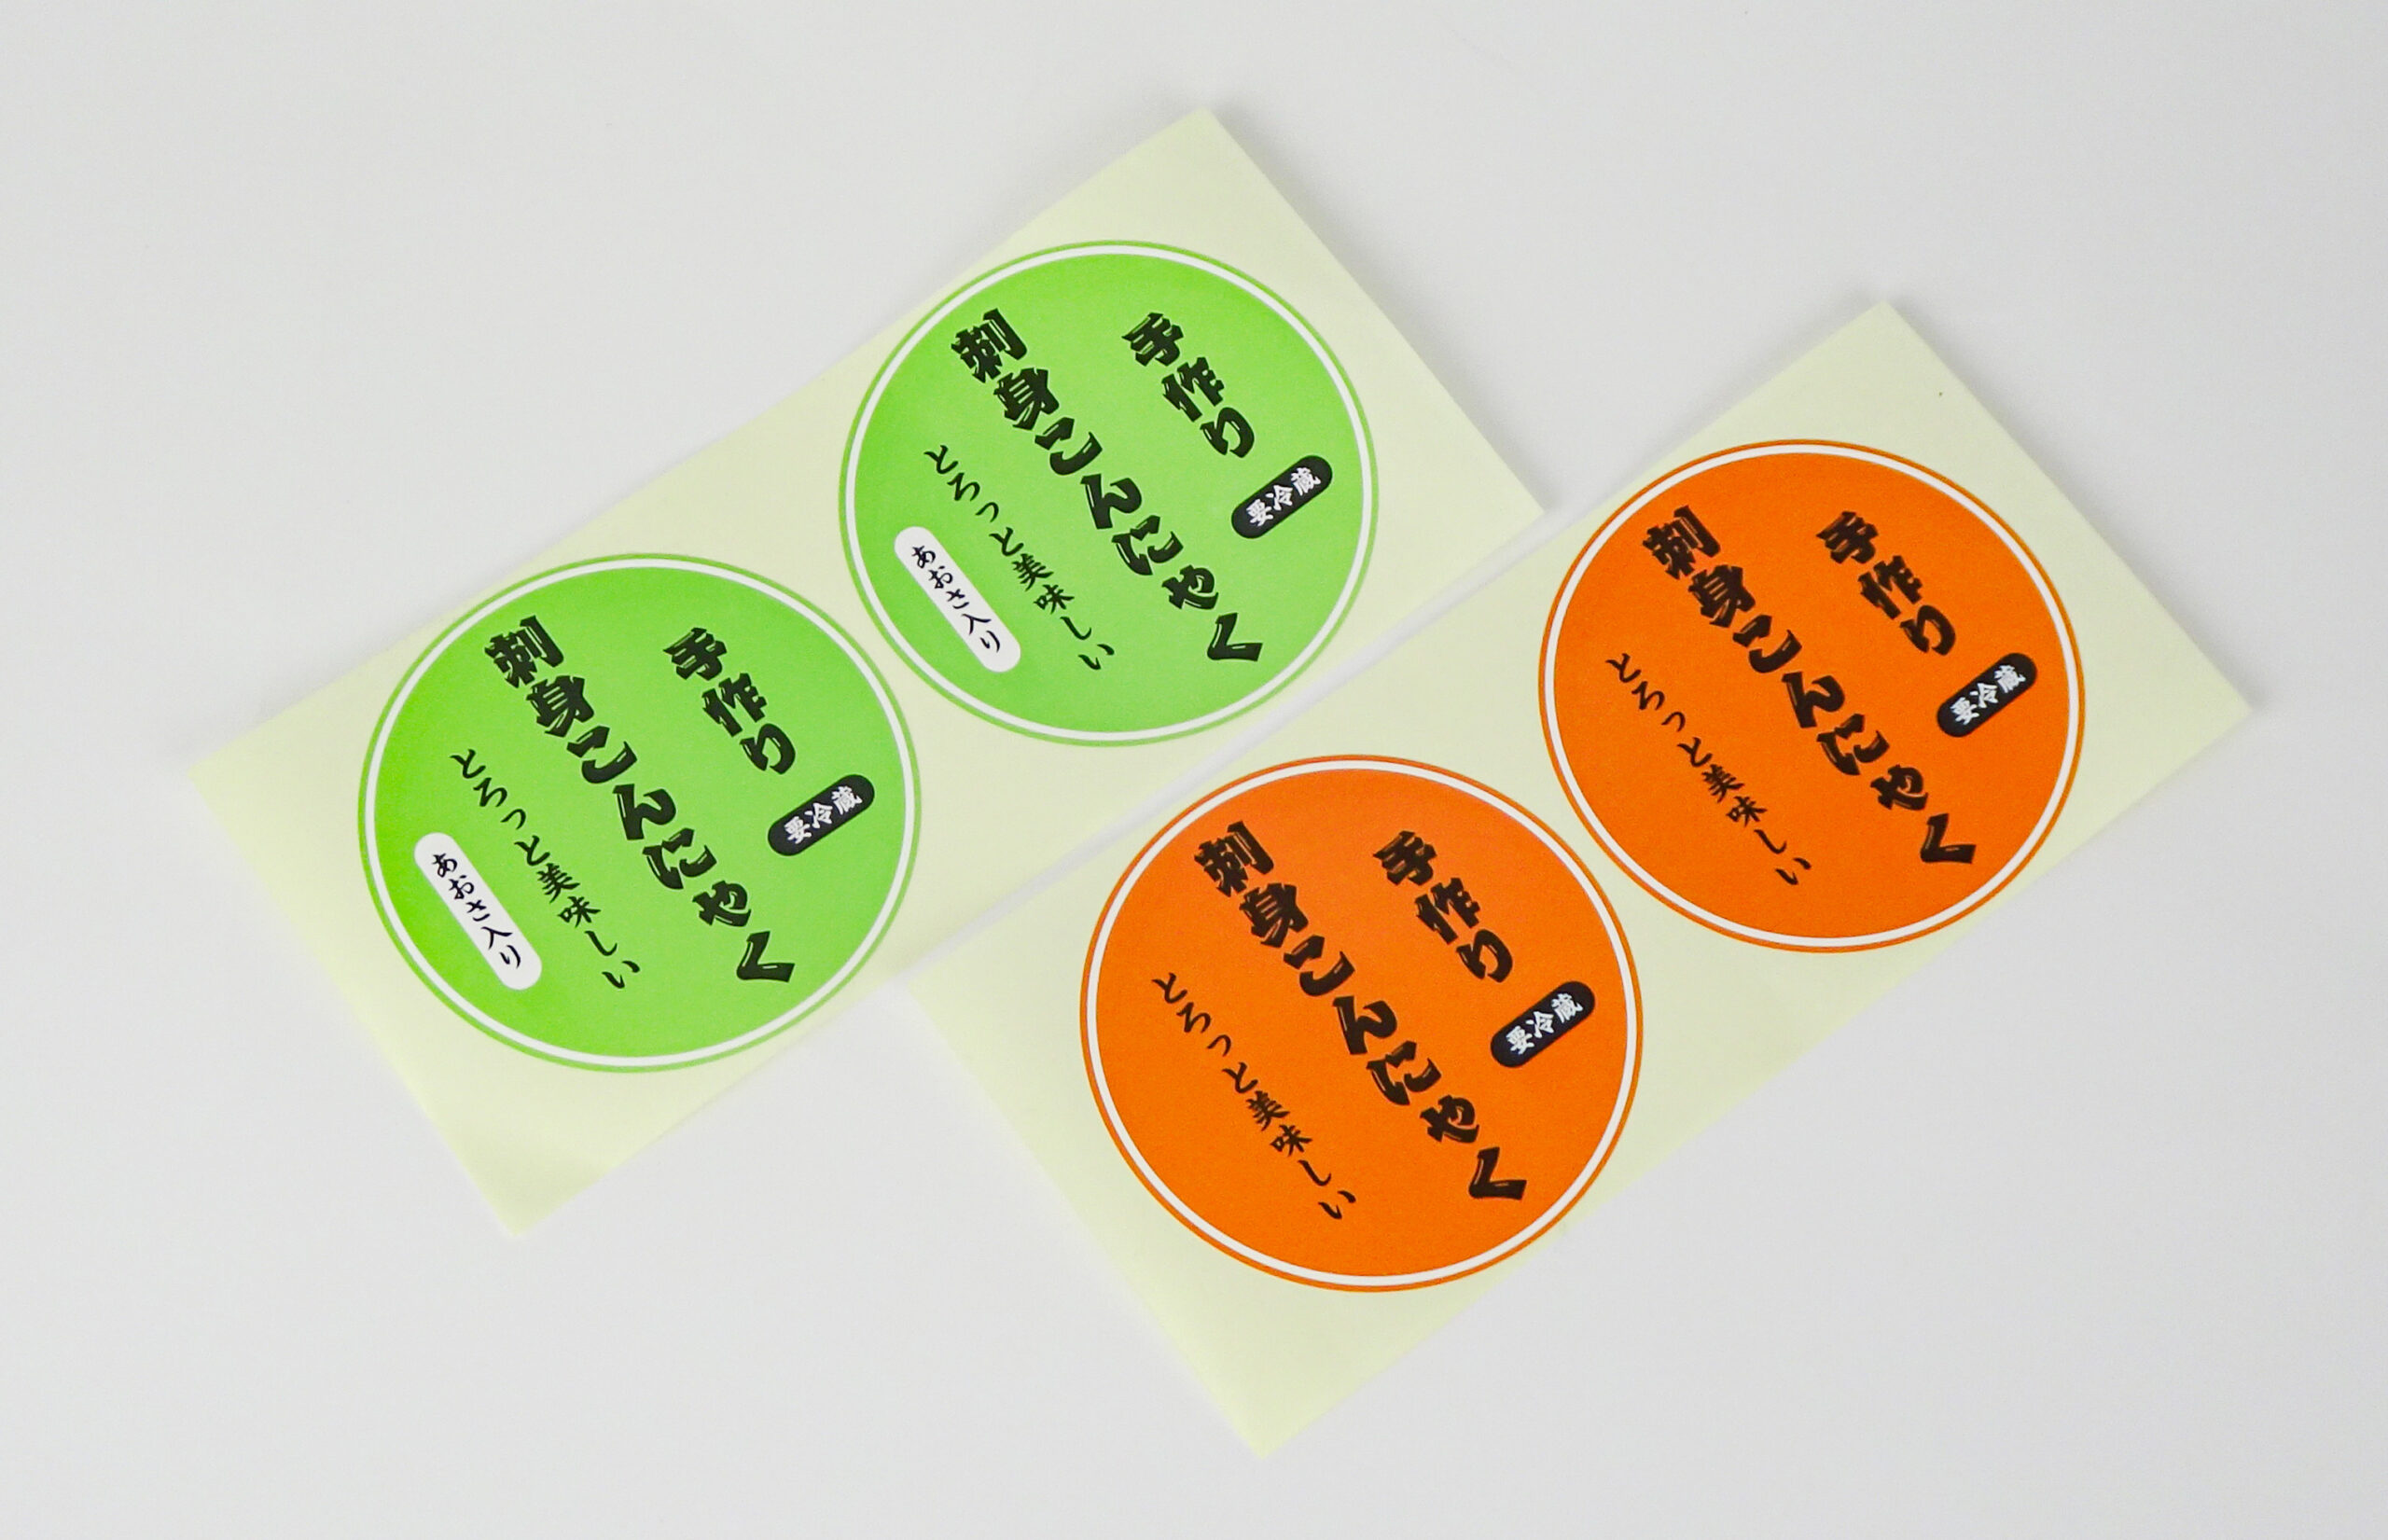 手作り
要冷蔵
刺身こんにゃく
とろっと美味しい
あおさ入り
手作り
要冷蔵
刺身こんにゃく
とろっと美味しい
あおさ入り
手作り
要冷蔵
刺身こんにゃく
とろっと美味しい
手作り
要冷蔵
刺身こんにゃく
とろっと美味しい